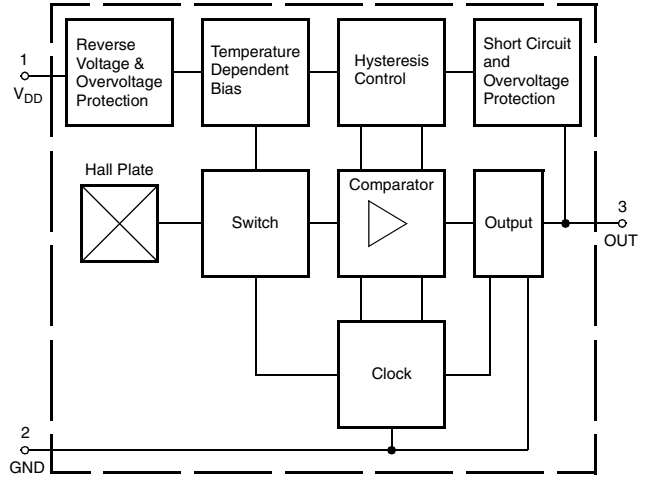 1
V_DD
Reverse
Voltage &
Overvoltage
Protection
Temperature
Dependent
Bias
Hysteresis
Control
Short Circuit
and
Overvoltage
Protection
Hall Plate
Switch
Comparator
Output
3
OUT
Clock
2
GND